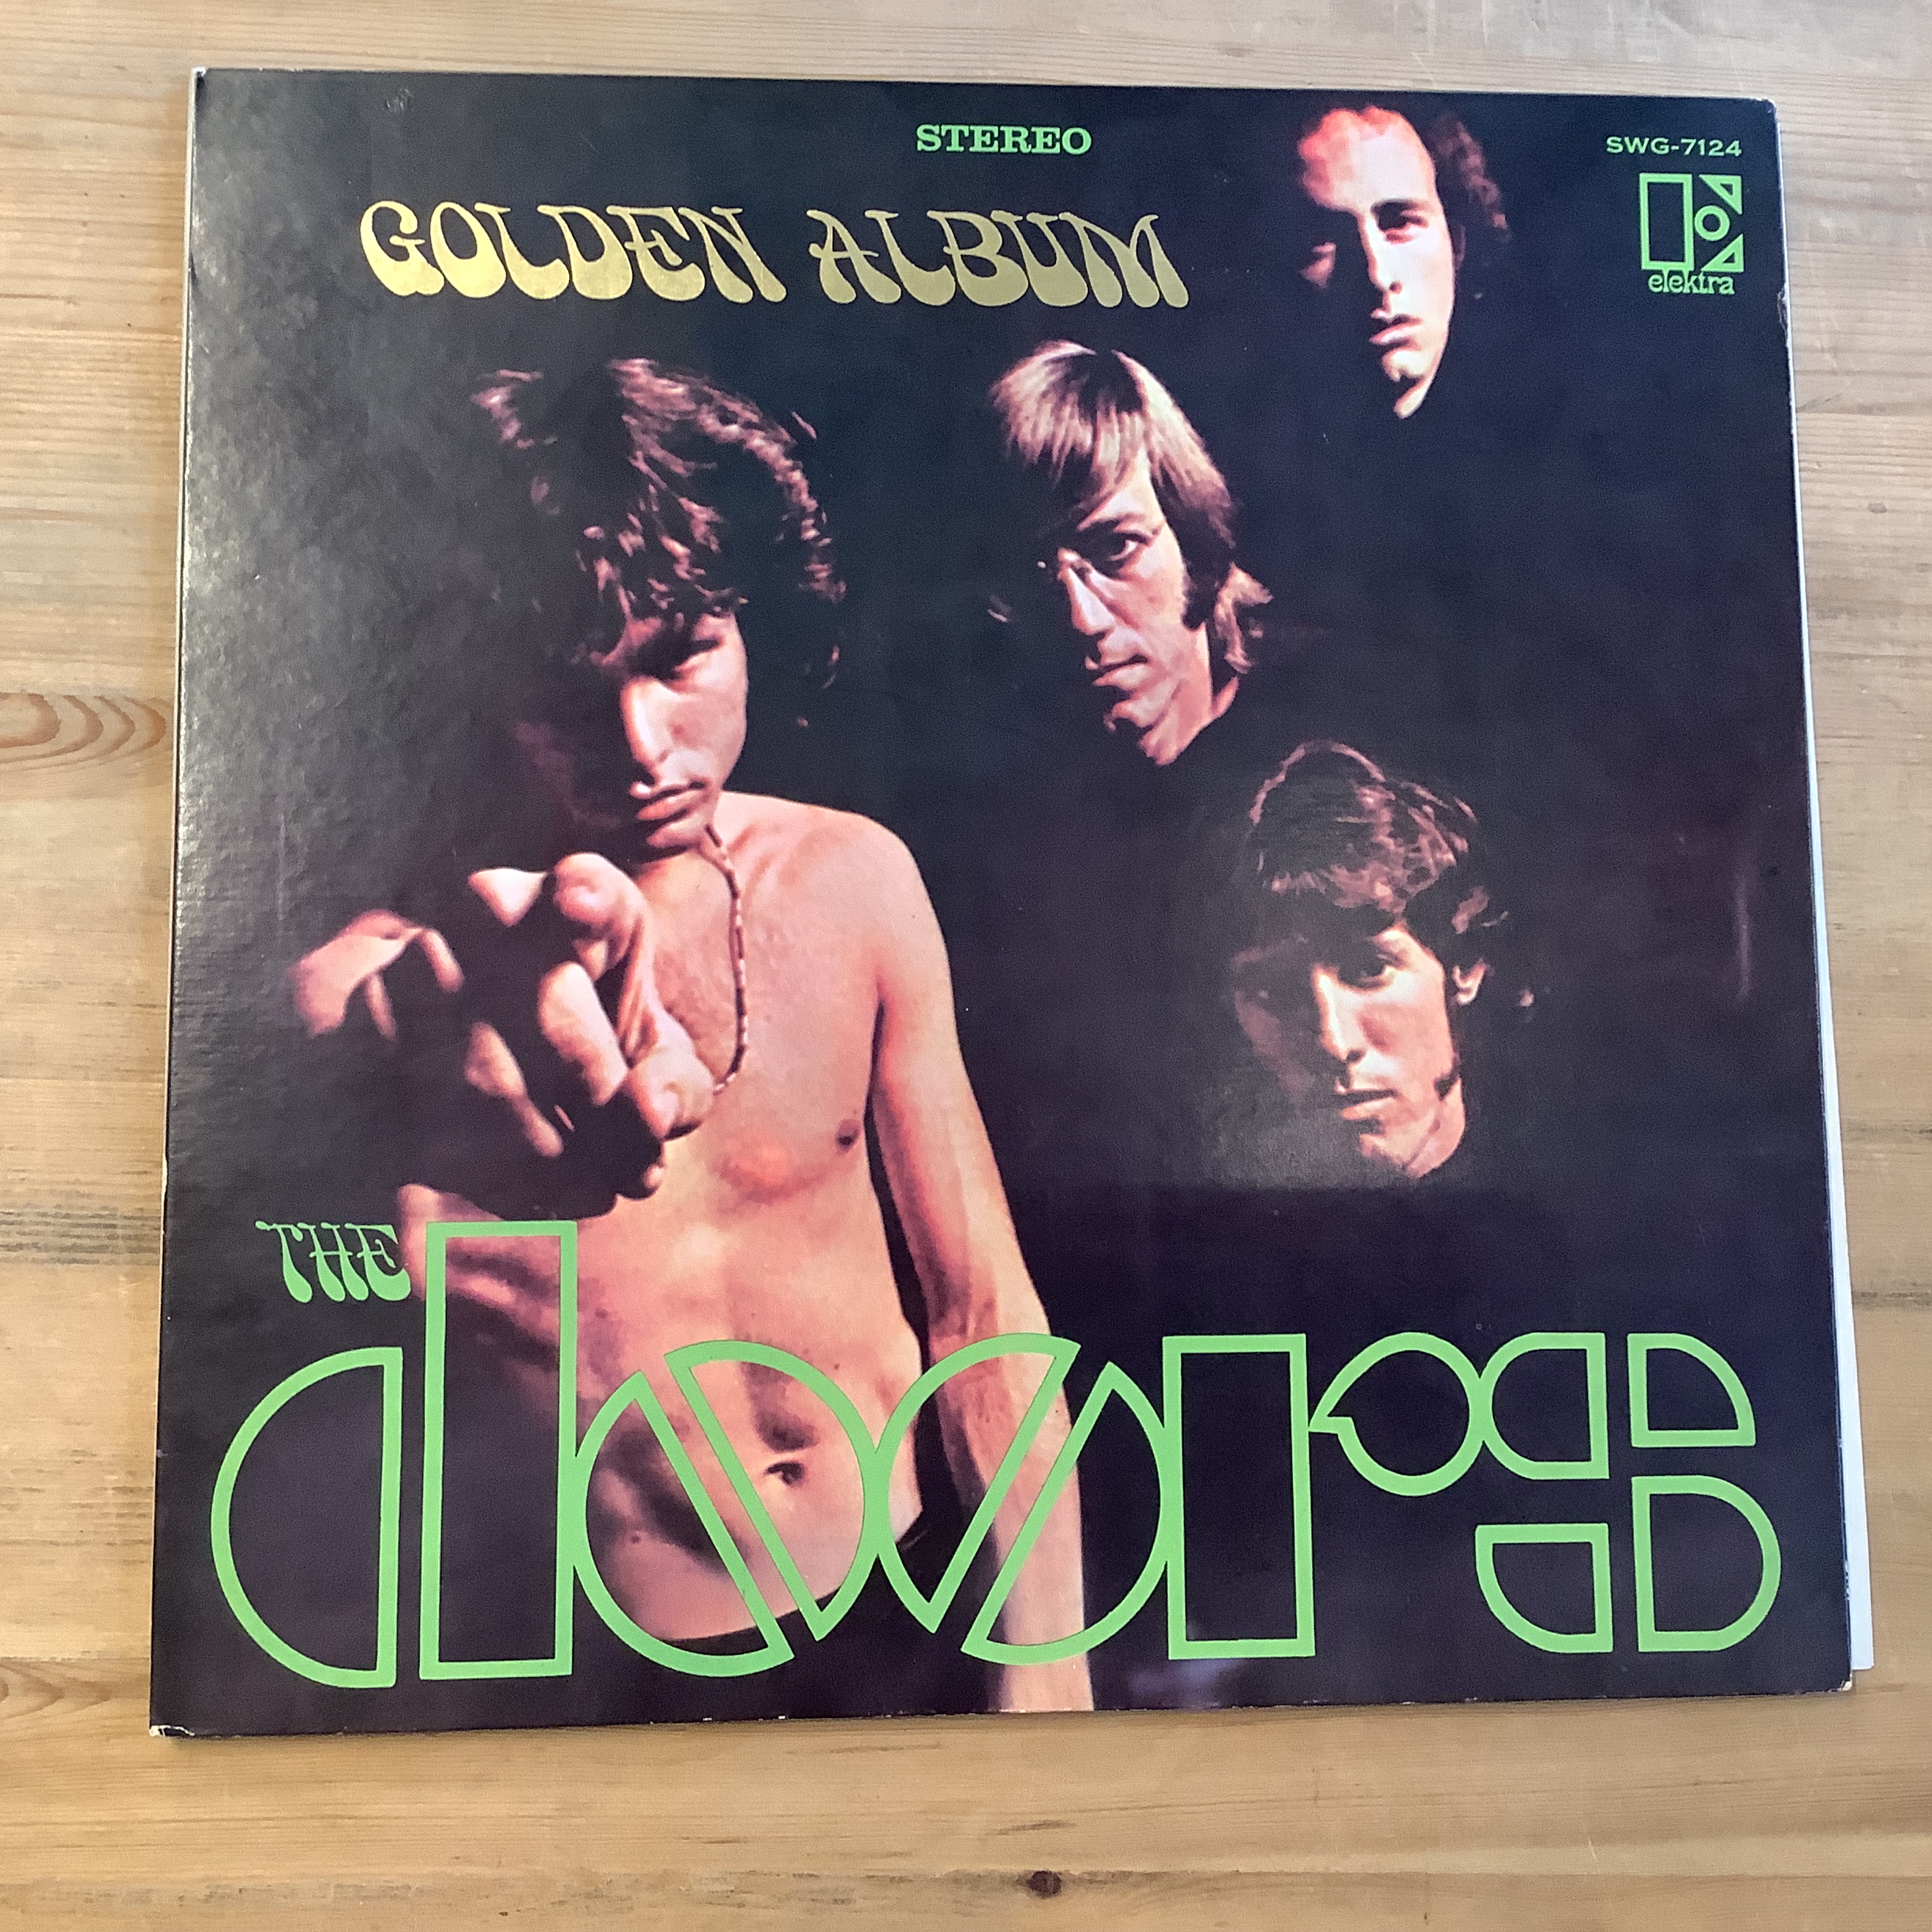 STEREO
SWG-7124
elektra
GOLDEN ALBUM
THE
DOORS